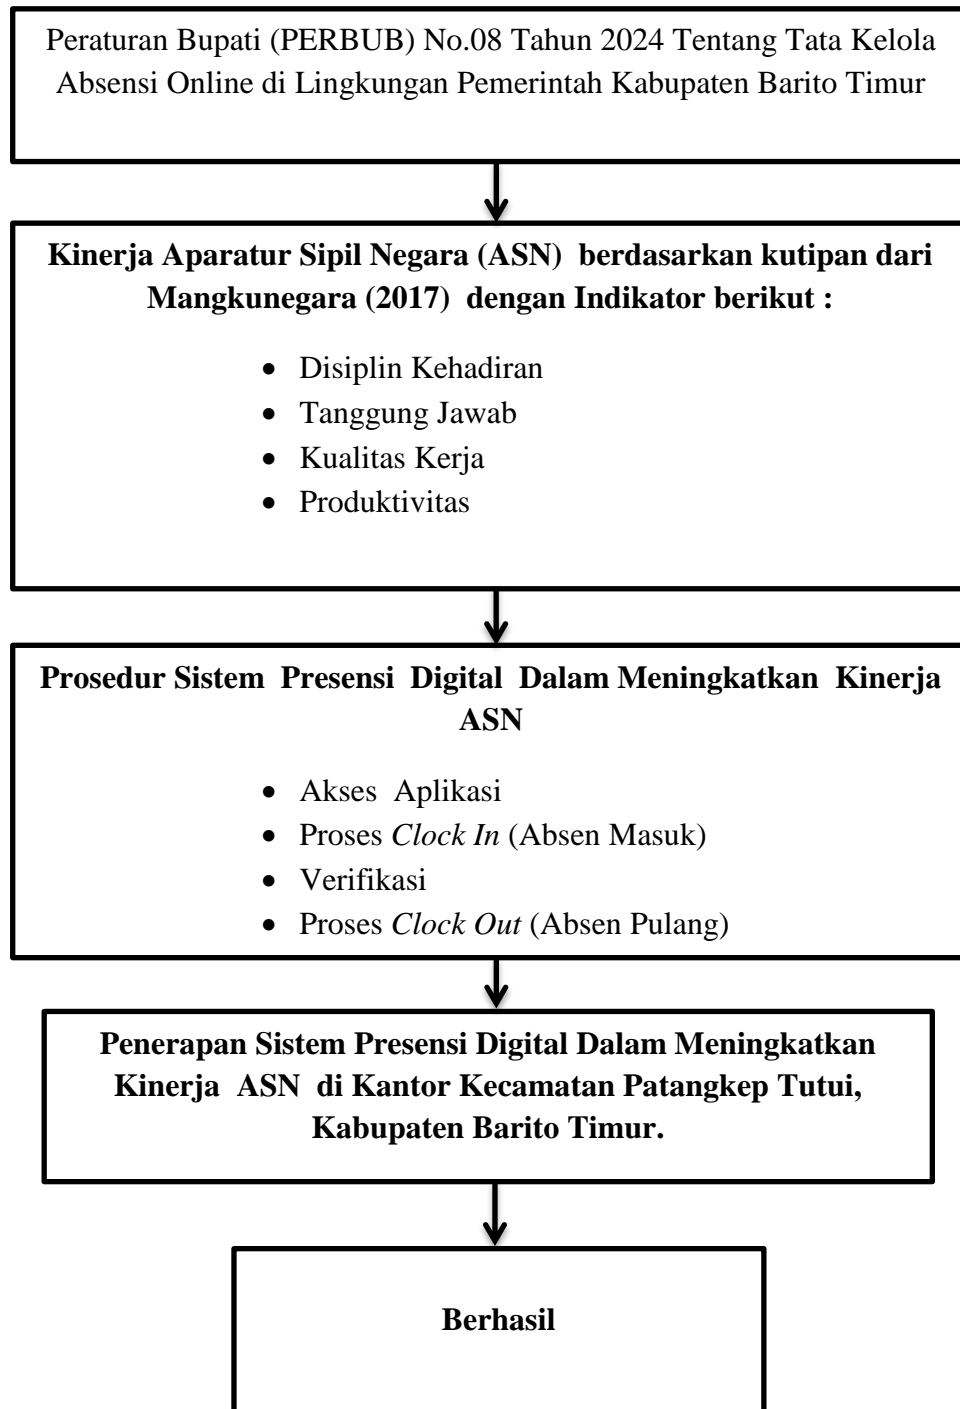 Peraturan Bupati (PERBUB) No.08 Tahun 2024 Tentang Tata Kelola
Absensi Online di Lingkungan Pemerintah Kabupaten Barito Timur
Kinerja Aparatur Sipil Negara (ASN) berdasarkan kutipan dari
Mangkunegara (2017) dengan Indikator berikut :
• Disiplin Kehadiran
• Tanggung Jawab
• Kualitas Kerja
• Produktivitas
Prosedur Sistem Presensi Digital Dalam Meningkatkan Kinerja
ASN
• Akses Aplikasi
• Proses Clock In (Absen Masuk)
• Verifikasi
• Proses Clock Out (Absen Pulang)
Penerapan Sistem Presensi Digital Dalam Meningkatkan
Kinerja ASN di Kantor Kecamatan Patangkep Tutui,
Kabupaten Barito Timur.
Berhasil